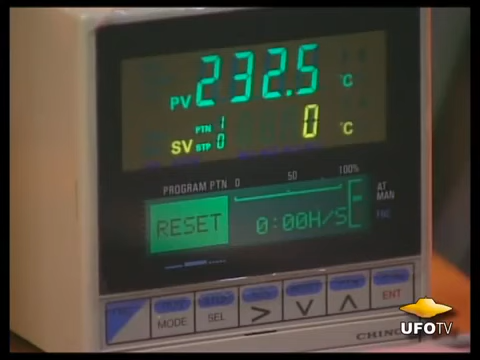 PV 232.5 °C
PTN 1
SV STP 0 0 °C
PROGRAM PTN 0 50 100%
AT
MAN
RESET
0:00H/S
MODE SEL ENT
CHINO
UFOTV